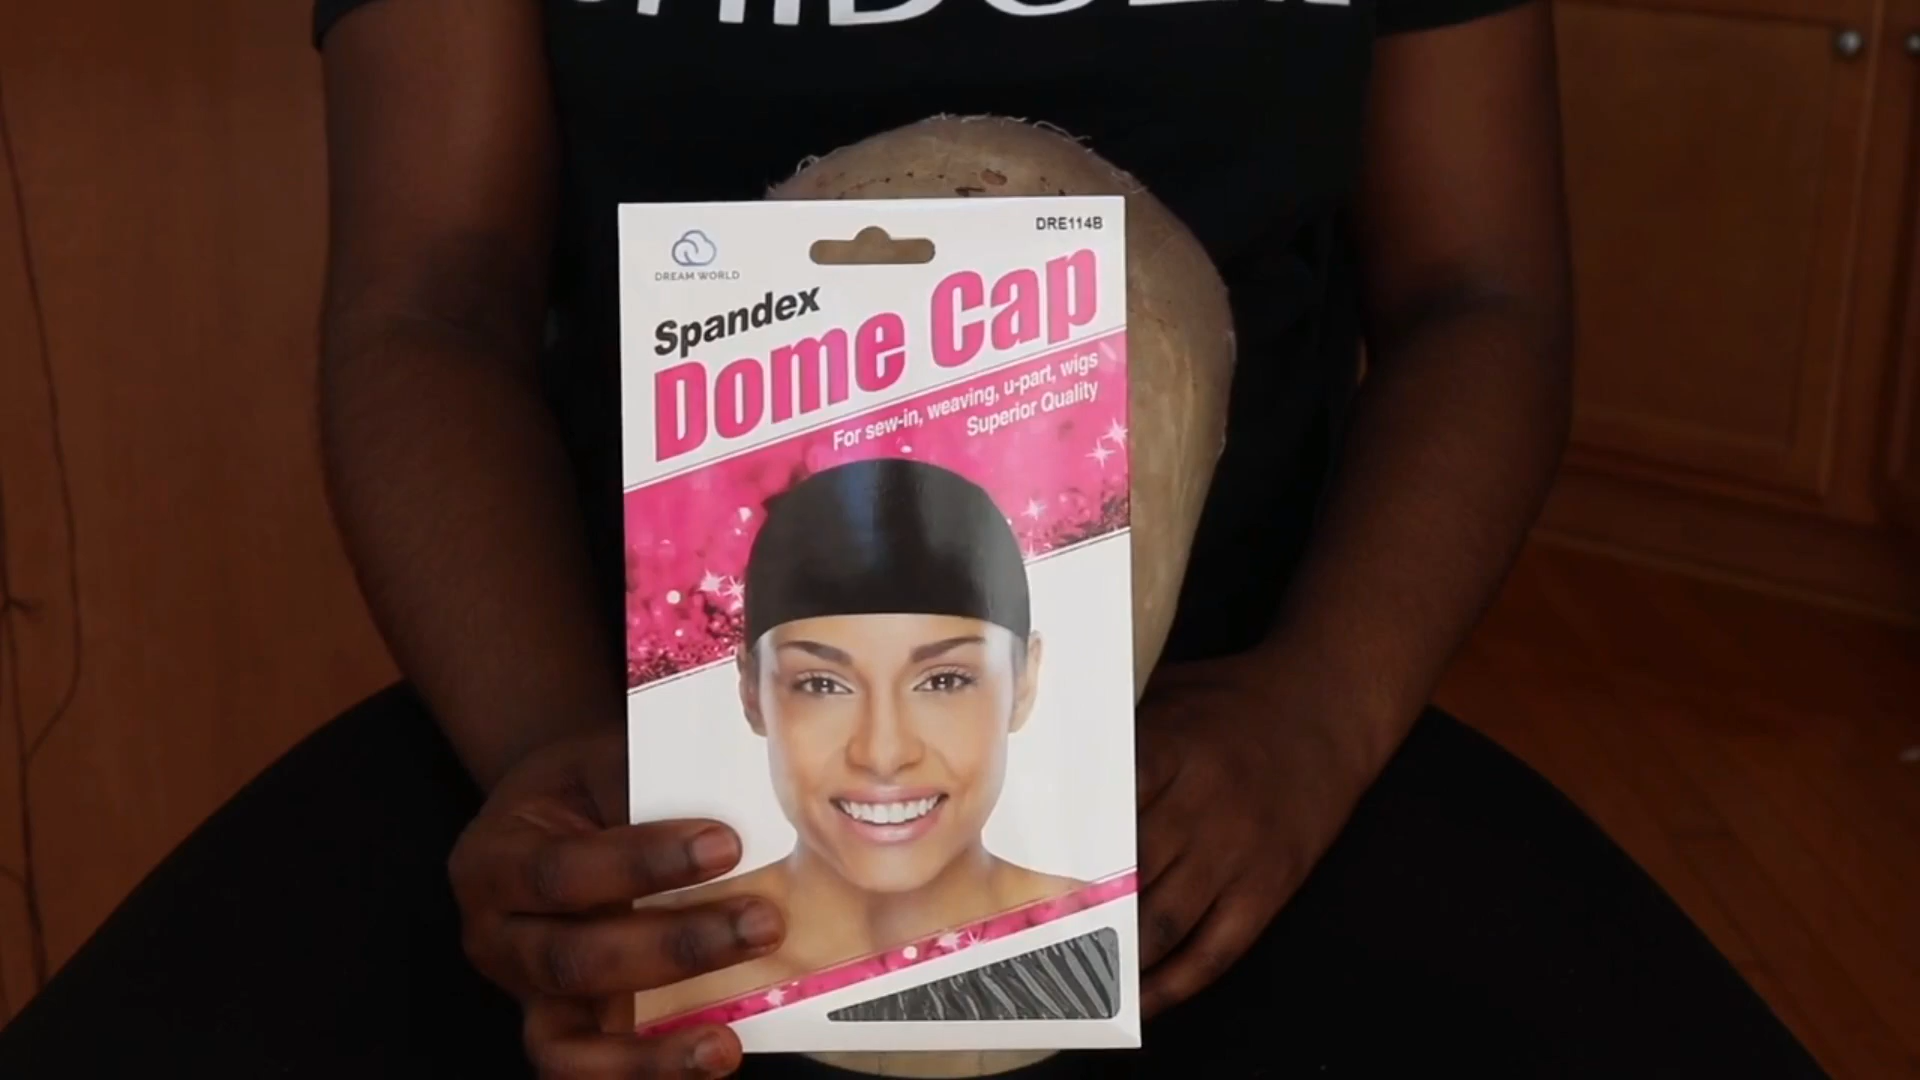 DRE114B
DREAM WORLD
Spandex
Dome Cap
For sew-in, weaving, u-part, wigs
Superior Quality